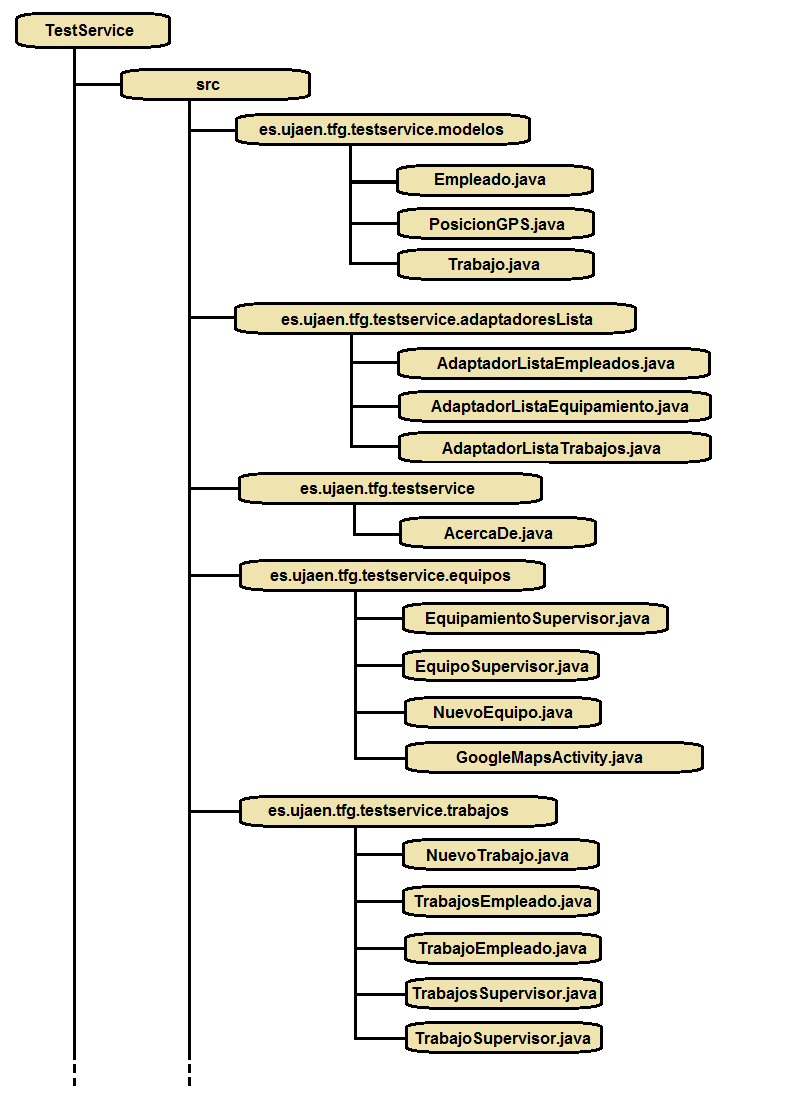 TestService
src
es.ujaen.tfg.testservice.modelos
Empleado.java
PosicionGPS.java
Trabajo.java
es.ujaen.tfg.testservice.adaptadoresLista
AdaptadorListaEmpleados.java
AdaptadorListaEquipamiento.java
AdaptadorListaTrabajos.java
es.ujaen.tfg.testservice
AcercaDe.java
es.ujaen.tfg.testservice.equipos
EquipamientoSupervisor.java
EquipoSupervisor.java
NuevoEquipo.java
GoogleMapsActivity.java
es.ujaen.tfg.testservice.trabajos
NuevoTrabajo.java
TrabajosEmpleado.java
TrabajoEmpleado.java
TrabajosSupervisor.java
TrabajoSupervisor.java